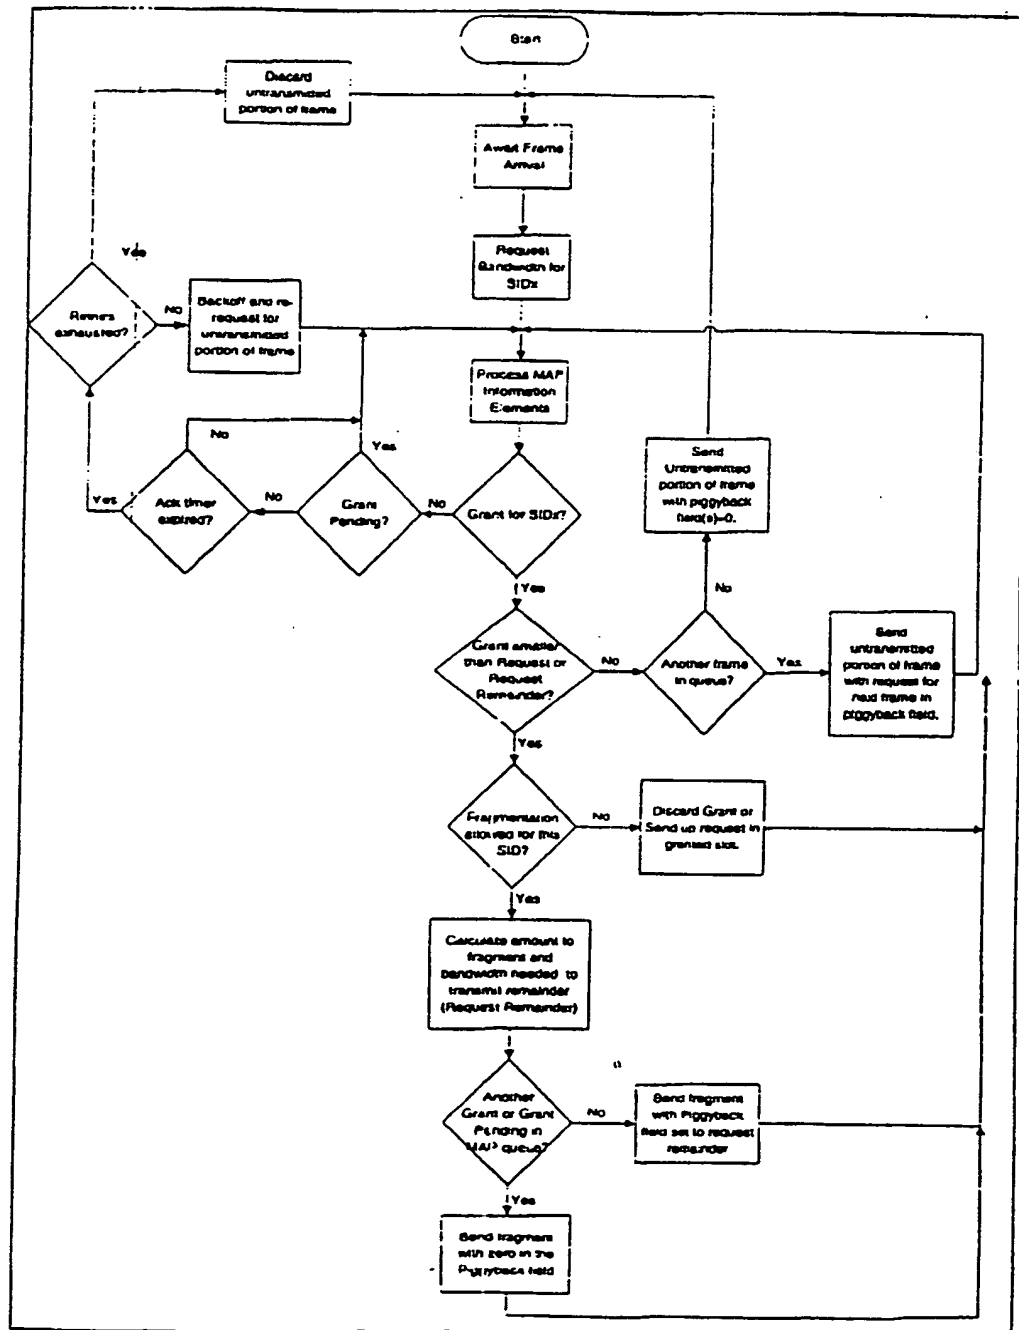 Start
Discard
untransmitted
portion of frame
Await Frame
Arrival
Request
Bandwidth for
SIDx
Yes
Retries
exhausted?
No
Backoff and re-
request for
untransmitted
portion of frame
Process MAP
Information
Elements
No
Yes
Send
Untransmitted
portion of frame
with piggyback
field(s)=0.
Yes
Ack timer
expired?
No
Grant
Pending?
No
Grant for SIDx?
Yes
No
Grant smaller
than Request or
Request
Remainder?
No
Another frame
in queue?
Yes
Send
untransmitted
portion of frame
with request for
next frame in
piggyback field.
Yes
Fragmentation
allowed for this
SID?
No
Discard Grant or
Send up request in
granted slot.
Yes
Calculate amount to
fragment and
bandwidth needed to
transmit remainder
(Request Remainder)
Another
Grant or Grant
Pending in
MAP queue?
No
Send fragment
with Piggyback
field set to request
remainder
Yes
Send fragment
with zero in the
Piggyback field